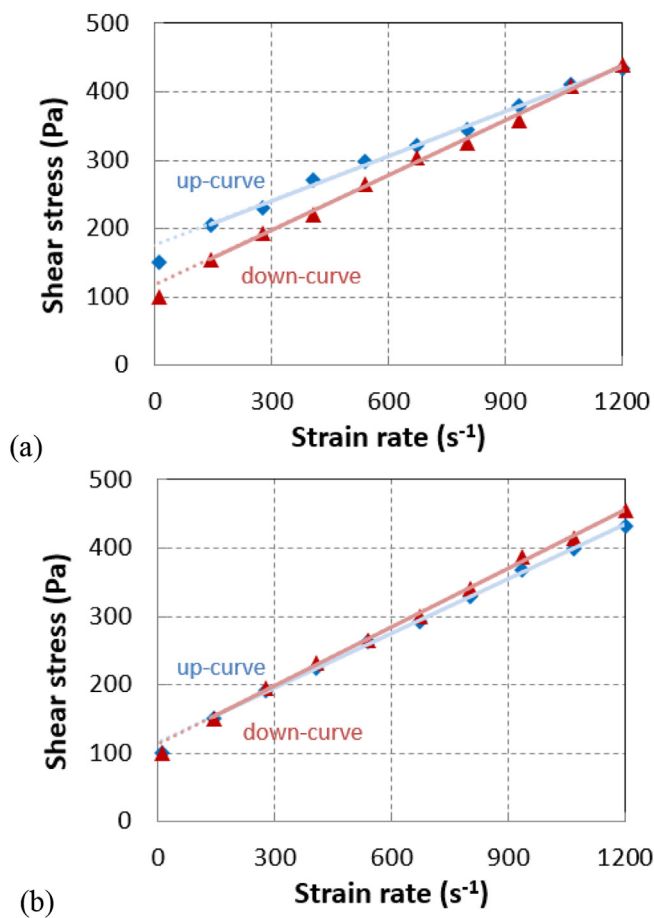 500
400
300
200
100
0
Shear stress (Pa)
up-curve
down-curve
0 300 600 900 1200
Strain rate (s⁻¹)
(a)
500
400
300
200
100
0
Shear stress (Pa)
up-curve
down-curve
0 300 600 900 1200
Strain rate (s⁻¹)
(b)